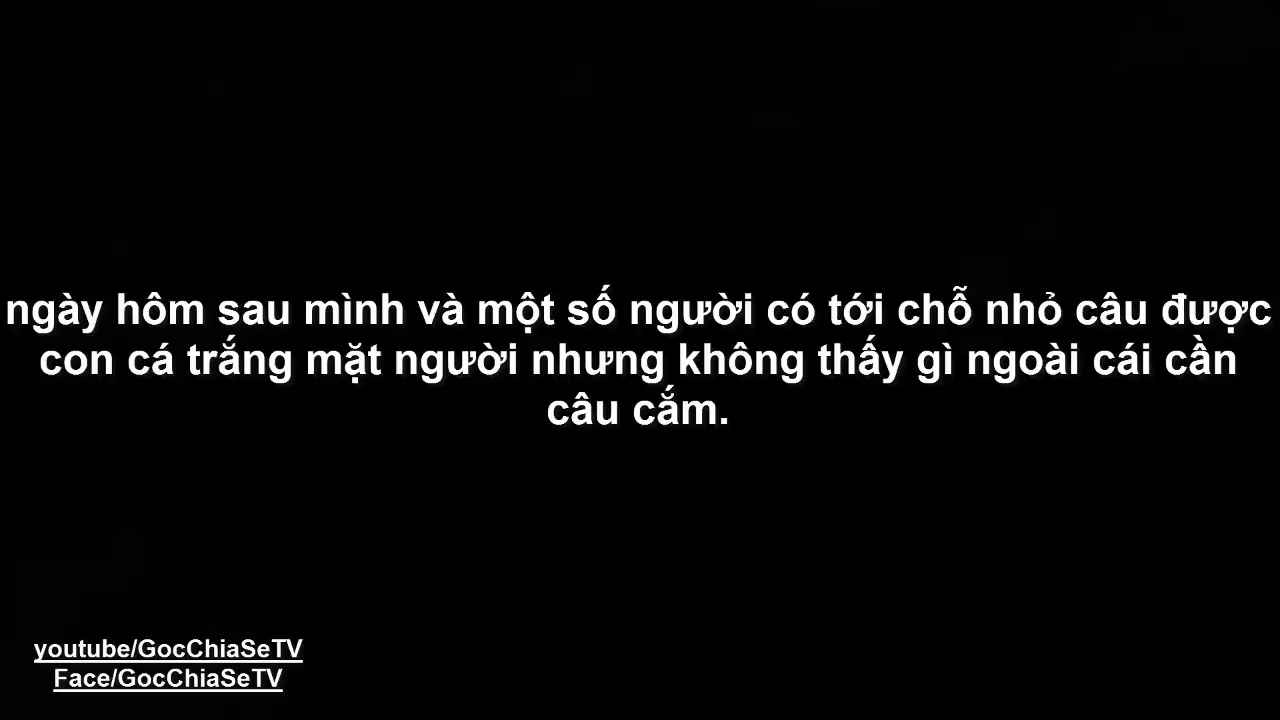 ngày hôm sau mình và một số người có tới chỗ nhỏ câu được
con cá trắng mặt người nhưng không thấy gì ngoài cái cần
câu cắm.
youtube/GocChiaSeTV
Face/GocChiaSeTV